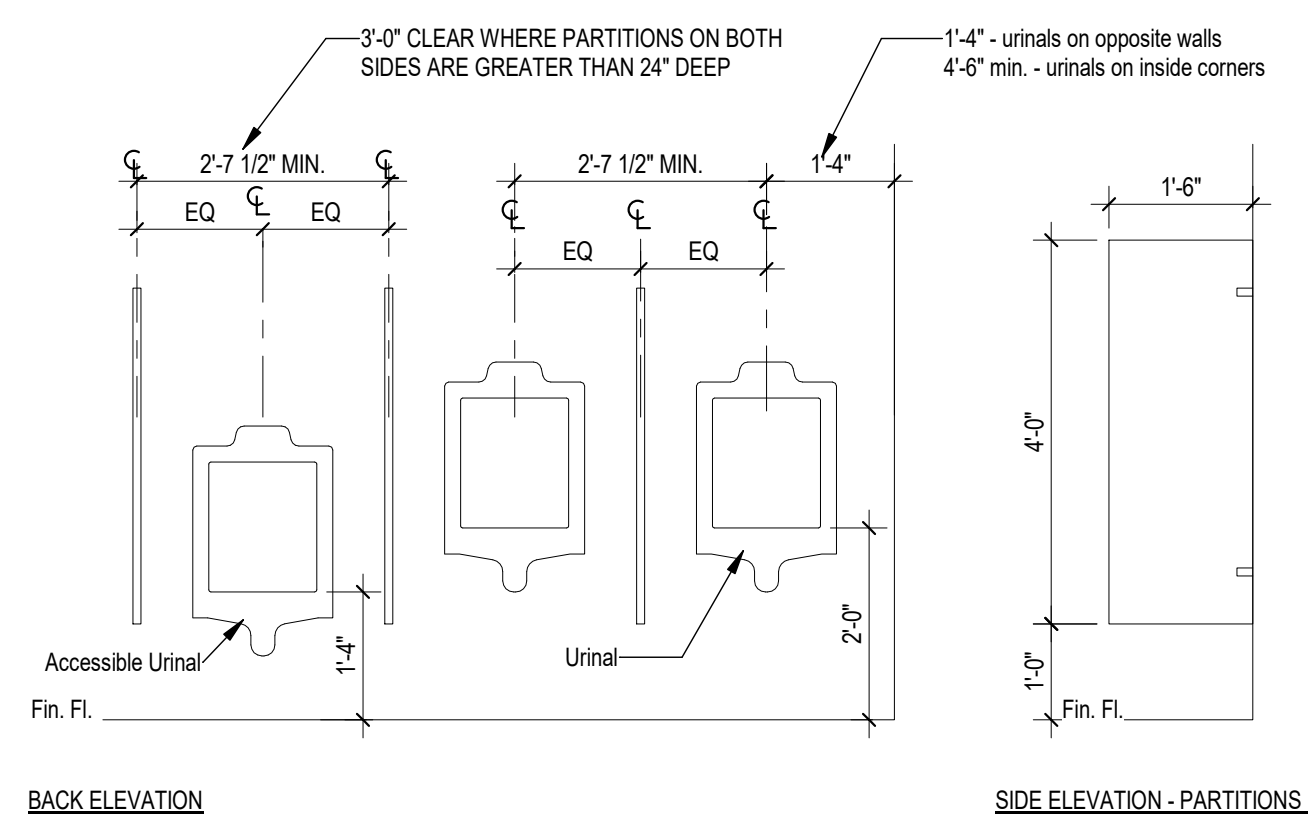 3'-0" CLEAR WHERE PARTITIONS ON BOTH
SIDES ARE GREATER THAN 24" DEEP
1'-4" - urinals on opposite walls
4'-6" min. - urinals on inside corners
℄
2'-7 1/2" MIN.
℄
2'-7 1/2" MIN.
1'-4"
1'-6"
EQ
℄
EQ
℄
℄
℄
EQ
EQ
4'-0"
Accessible Urinal
1'-4"
Urinal
2'-0"
1'-0"
Fin. Fl.
Fin. Fl.
BACK ELEVATION
SIDE ELEVATION - PARTITIONS